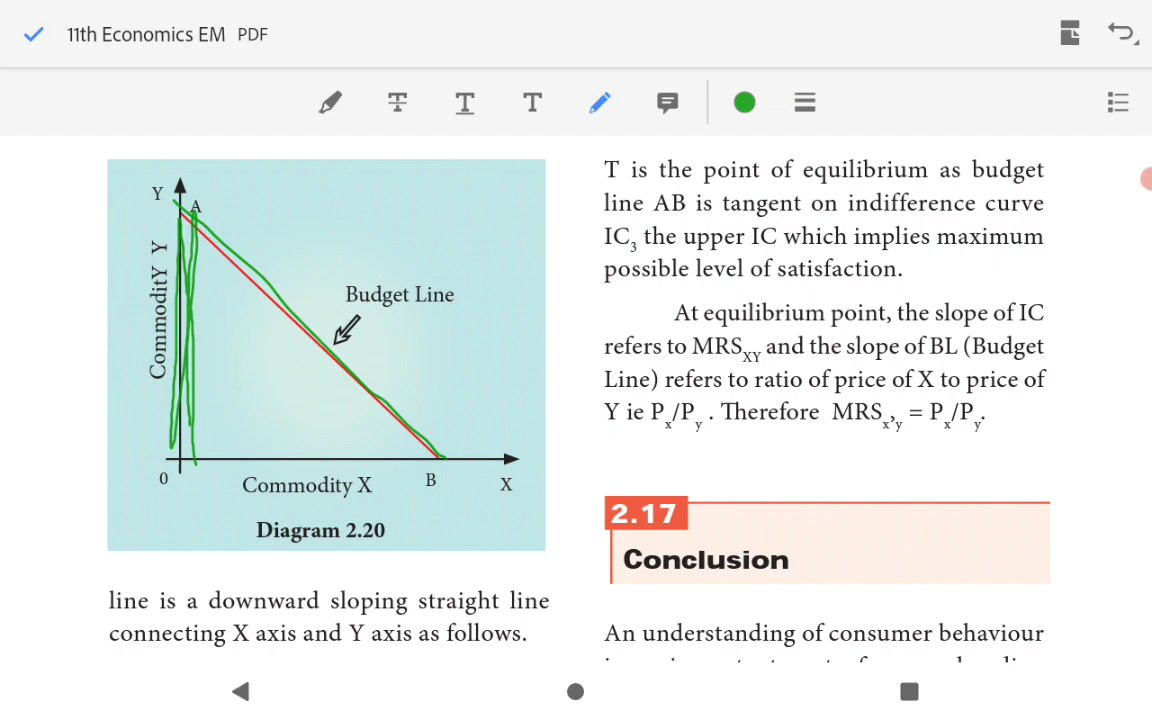 11th Economics EM PDF
Y
A
CommoditY Y
Budget Line
0
Commodity X
B
X
Diagram 2.20
line is a downward sloping straight line
connecting X axis and Y axis as follows.
T is the point of equilibrium as budget
line AB is tangent on indifference curve
IC₃ the upper IC which implies maximum
possible level of satisfaction.
At equilibrium point, the slope of IC
refers to MRS_XY and the slope of BL (Budget
Line) refers to ratio of price of X to price of
Y ie Pₓ/P_y . Therefore MRSₓ,_y = Pₓ/P_y.
2.17
Conclusion
An understanding of consumer behaviour